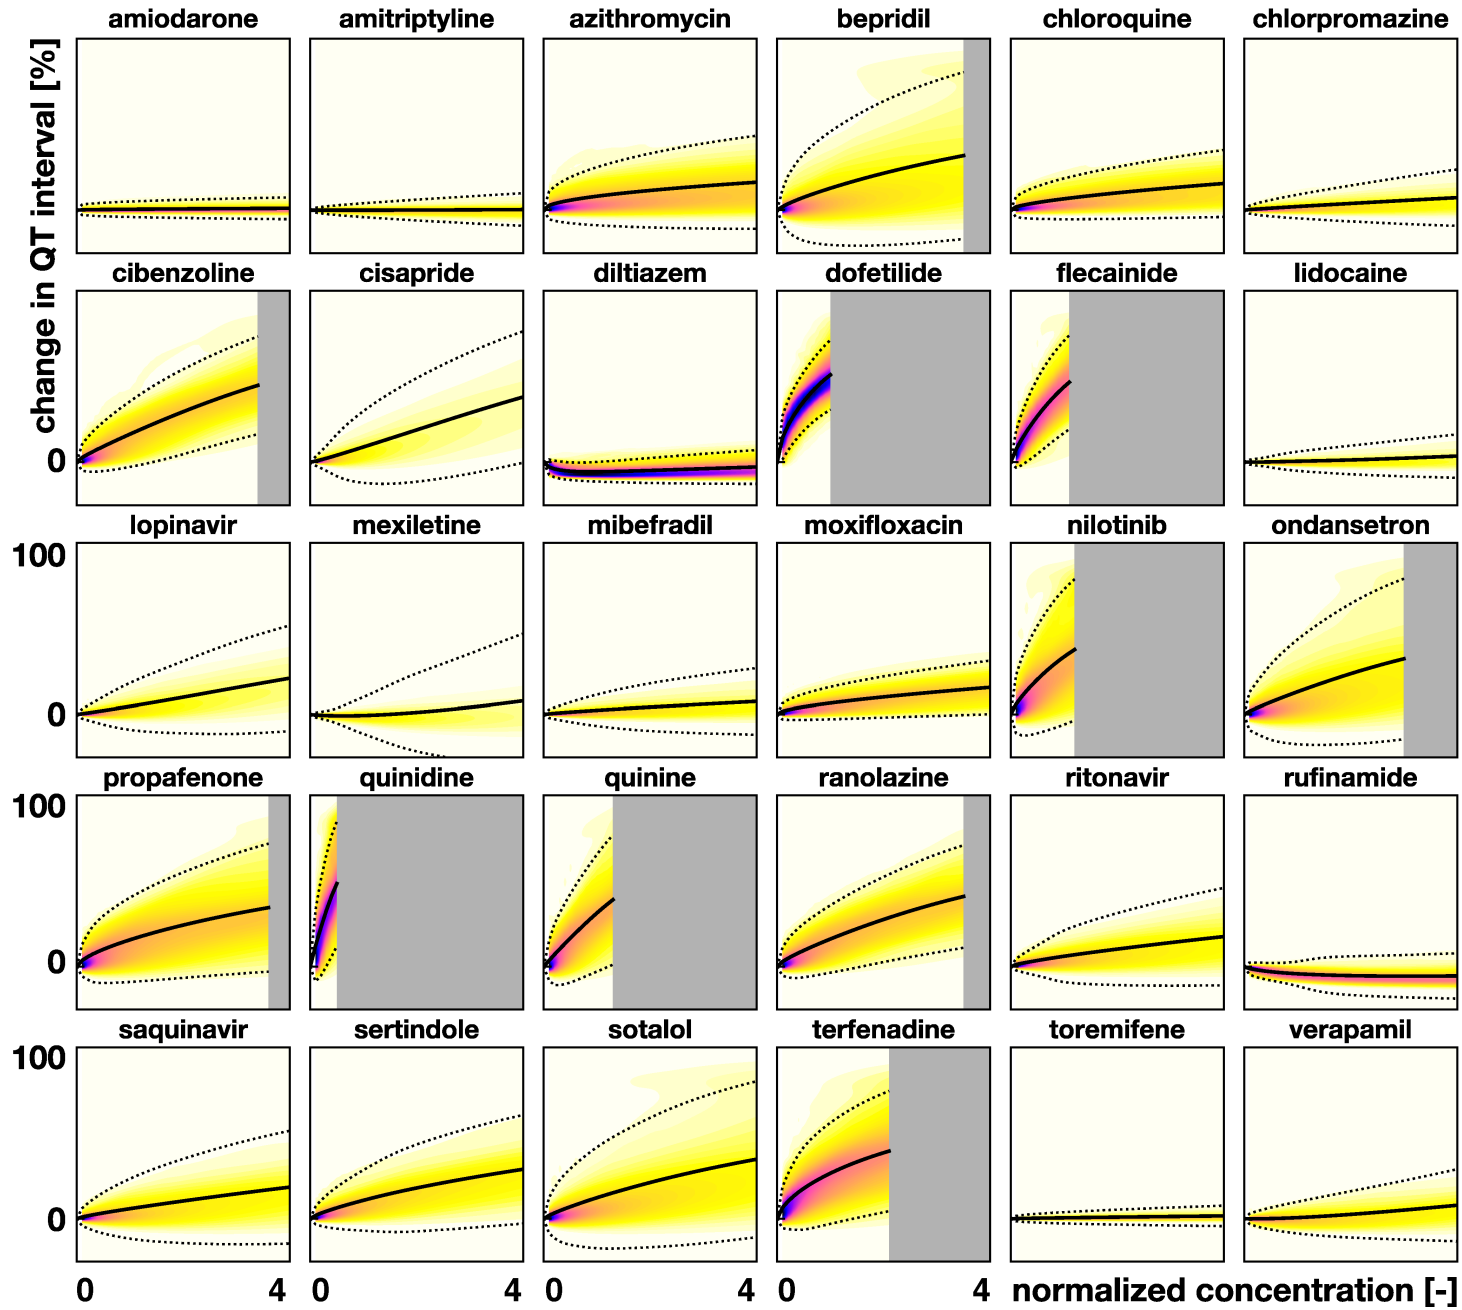 amiodarone amitriptyline azithromycin bepridil chloroquine chlorpromazine
change in QT interval [%]
cibenzoline cisapride diltiazem dofetilide flecainide lidocaine
0
lopinavir mexiletine mibefradil moxifloxacin nilotinib ondansetron
100
0
propafenone quinidine quinine ranolazine ritonavir rufinamide
100
0
saquinavir sertindole sotalol terfenadine toremifene verapamil
100
0
0 4 0 4 0 4 0 4 normalized concentration [-]